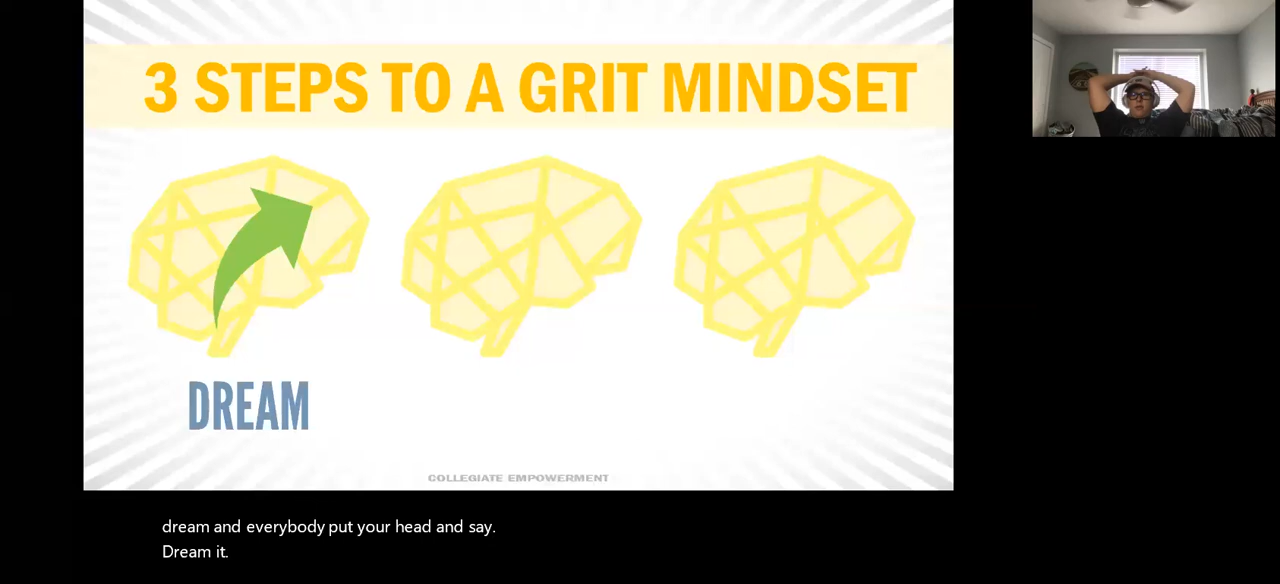 3 STEPS TO A GRIT MINDSET
DREAM
COLLEGIATE EMPOWERMENT
dream and everybody put your head and say.
Dream it.